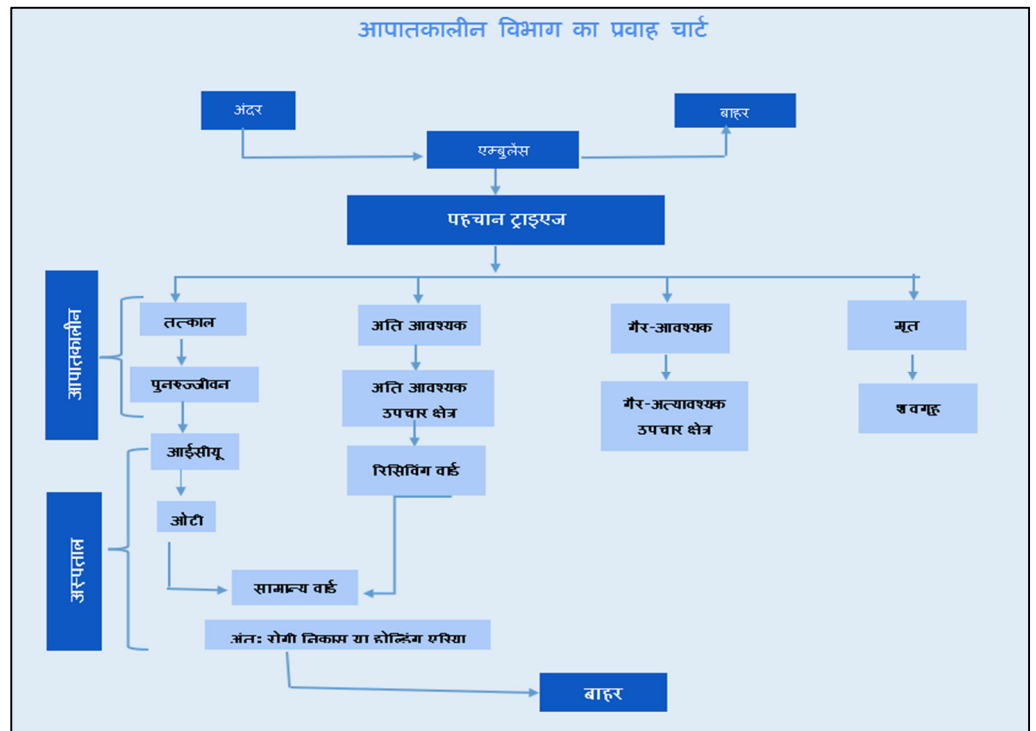 आपातकालीन विभाग का प्रवाह चार्ट
अंदर
बाहर
एम्बुलेंस
पहचान ट्राइएज
आपातकालीन
तत्काल
अति आवश्यक
गैर-आवश्यक
मृत
पुनरुज्जीवन
अति आवश्यक
उपचार क्षेत्र
गैर-अत्यावश्यक
उपचार क्षेत्र
शवगृह
अस्पताल
आईसीयू
रिसिविंग वार्ड
ओटी
सामान्य वार्ड
अंत: रोगी निकास या होल्डिंग एरिया
बाहर